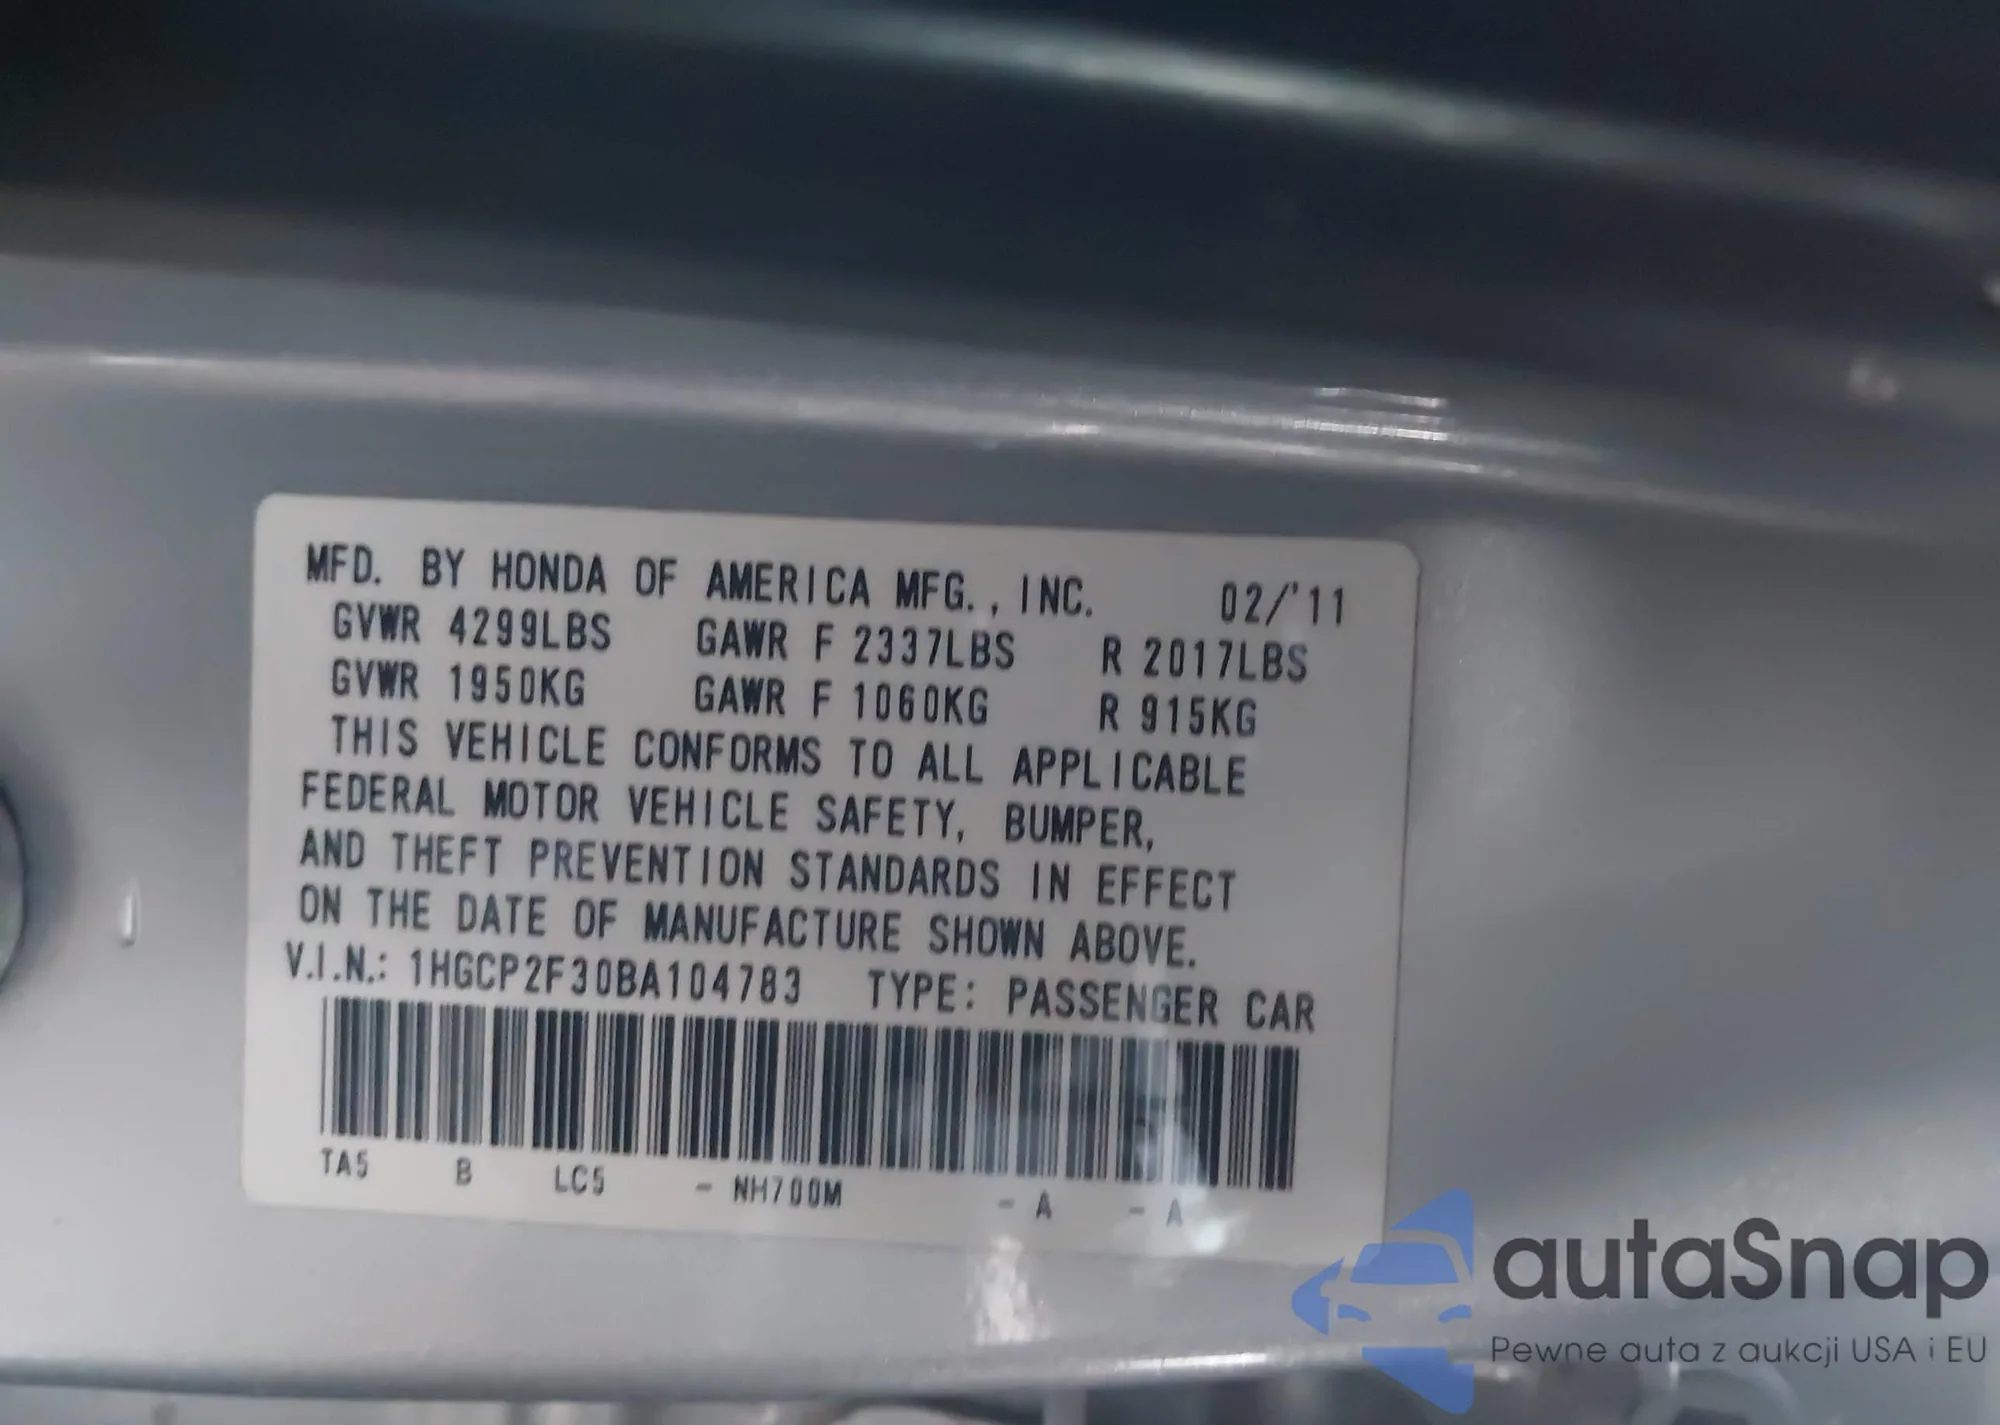 MFD. BY HONDA OF AMERICA MFG., INC. 02/'11
GVWR 4299LBS GAWR F 2337LBS R 2017LBS
GVWR 1950KG GAWR F 1060KG R 915KG
THIS VEHICLE CONFORMS TO ALL APPLICABLE
FEDERAL MOTOR VEHICLE SAFETY, BUMPER,
AND THEFT PREVENTION STANDARDS IN EFFECT
ON THE DATE OF MANUFACTURE SHOWN ABOVE.
V.I.N.: 1HGCP2F30BA104783 TYPE: PASSENGER CAR
TA5 B LC5 - NH700M - A - A
autaSnap
Pewne auta z aukcji USA i EU